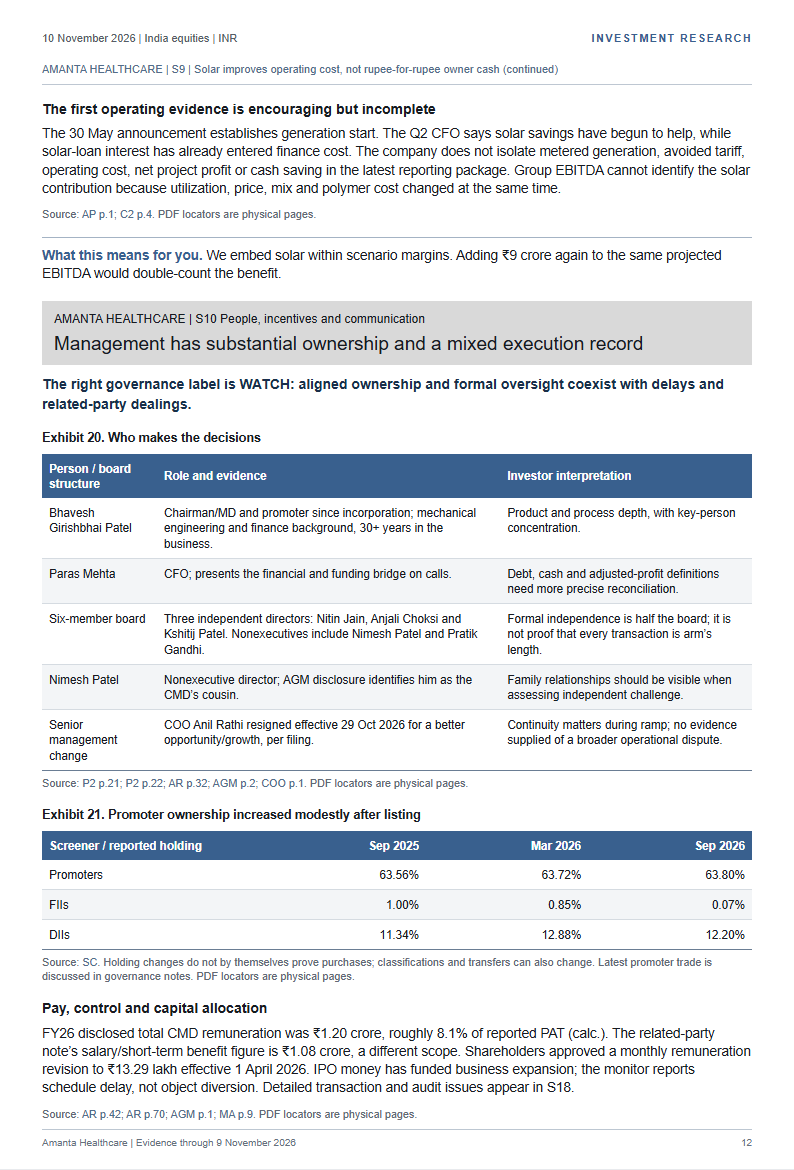 10 November 2026 | India equities | INR
INVESTMENT RESEARCH
AMANTA HEALTHCARE | S9 | Solar improves operating cost, not rupee-for-rupee owner cash (continued)
The first operating evidence is encouraging but incomplete
The 30 May announcement establishes generation start. The Q2 CFO says solar savings have begun to help, while
solar-loan interest has already entered finance cost. The company does not isolate metered generation, avoided tariff,
operating cost, net project profit or cash saving in the latest reporting package. Group EBITDA cannot identify the solar
contribution because utilization, price, mix and polymer cost changed at the same time.
Source: AP p.1; C2 p.4. PDF locators are physical pages.
What this means for you. We embed solar within scenario margins. Adding ₹9 crore again to the same projected
EBITDA would double-count the benefit.
AMANTA HEALTHCARE | S10 People, incentives and communication
Management has substantial ownership and a mixed execution record
The right governance label is WATCH: aligned ownership and formal oversight coexist with delays and
related-party dealings.
Exhibit 20. Who makes the decisions
Person / board
structure
Role and evidence
Investor interpretation
Bhavesh
Girishbhai Patel
Chairman/MD and promoter since incorporation; mechanical
engineering and finance background, 30+ years in the
business.
Product and process depth, with key-person
concentration.
Paras Mehta
CFO; presents the financial and funding bridge on calls.
Debt, cash and adjusted-profit definitions
need more precise reconciliation.
Six-member board
Three independent directors: Nitin Jain, Anjali Choksi and
Kshitij Patel. Nonexecutives include Nimesh Patel and Pratik
Gandhi.
Formal independence is half the board; it is
not proof that every transaction is arm's
length.
Nimesh Patel
Nonexecutive director; AGM disclosure identifies him as the
CMD's cousin.
Family relationships should be visible when
assessing independent challenge.
Senior
management
change
COO Anil Rathi resigned effective 29 Oct 2026 for a better
opportunity/growth, per filing.
Continuity matters during ramp; no evidence
supplied of a broader operational dispute.
Source: P2 p.21; P2 p.22; AR p.32; AGM p.2; COO p.1. PDF locators are physical pages.
Exhibit 21. Promoter ownership increased modestly after listing
Screener / reported holding Sep 2025 Mar 2026 Sep 2026
Promoters 63.56% 63.72% 63.80%
FIIs 1.00% 0.85% 0.07%
DIIs 11.34% 12.88% 12.20%
Source: SC. Holding changes do not by themselves prove purchases; classifications and transfers can also change. Latest promoter trade is
discussed in governance notes. PDF locators are physical pages.
Pay, control and capital allocation
FY26 disclosed total CMD remuneration was ₹1.20 crore, roughly 8.1% of reported PAT (calc.). The related-party
note's salary/short-term benefit figure is ₹1.08 crore, a different scope. Shareholders approved a monthly remuneration
revision to ₹13.29 lakh effective 1 April 2026. IPO money has funded business expansion; the monitor reports
schedule delay, not object diversion. Detailed transaction and audit issues appear in S18.
Source: AR p.42; AR p.70; AGM p.1; MA p.9. PDF locators are physical pages.
Amanta Healthcare | Evidence through 9 November 2026
12